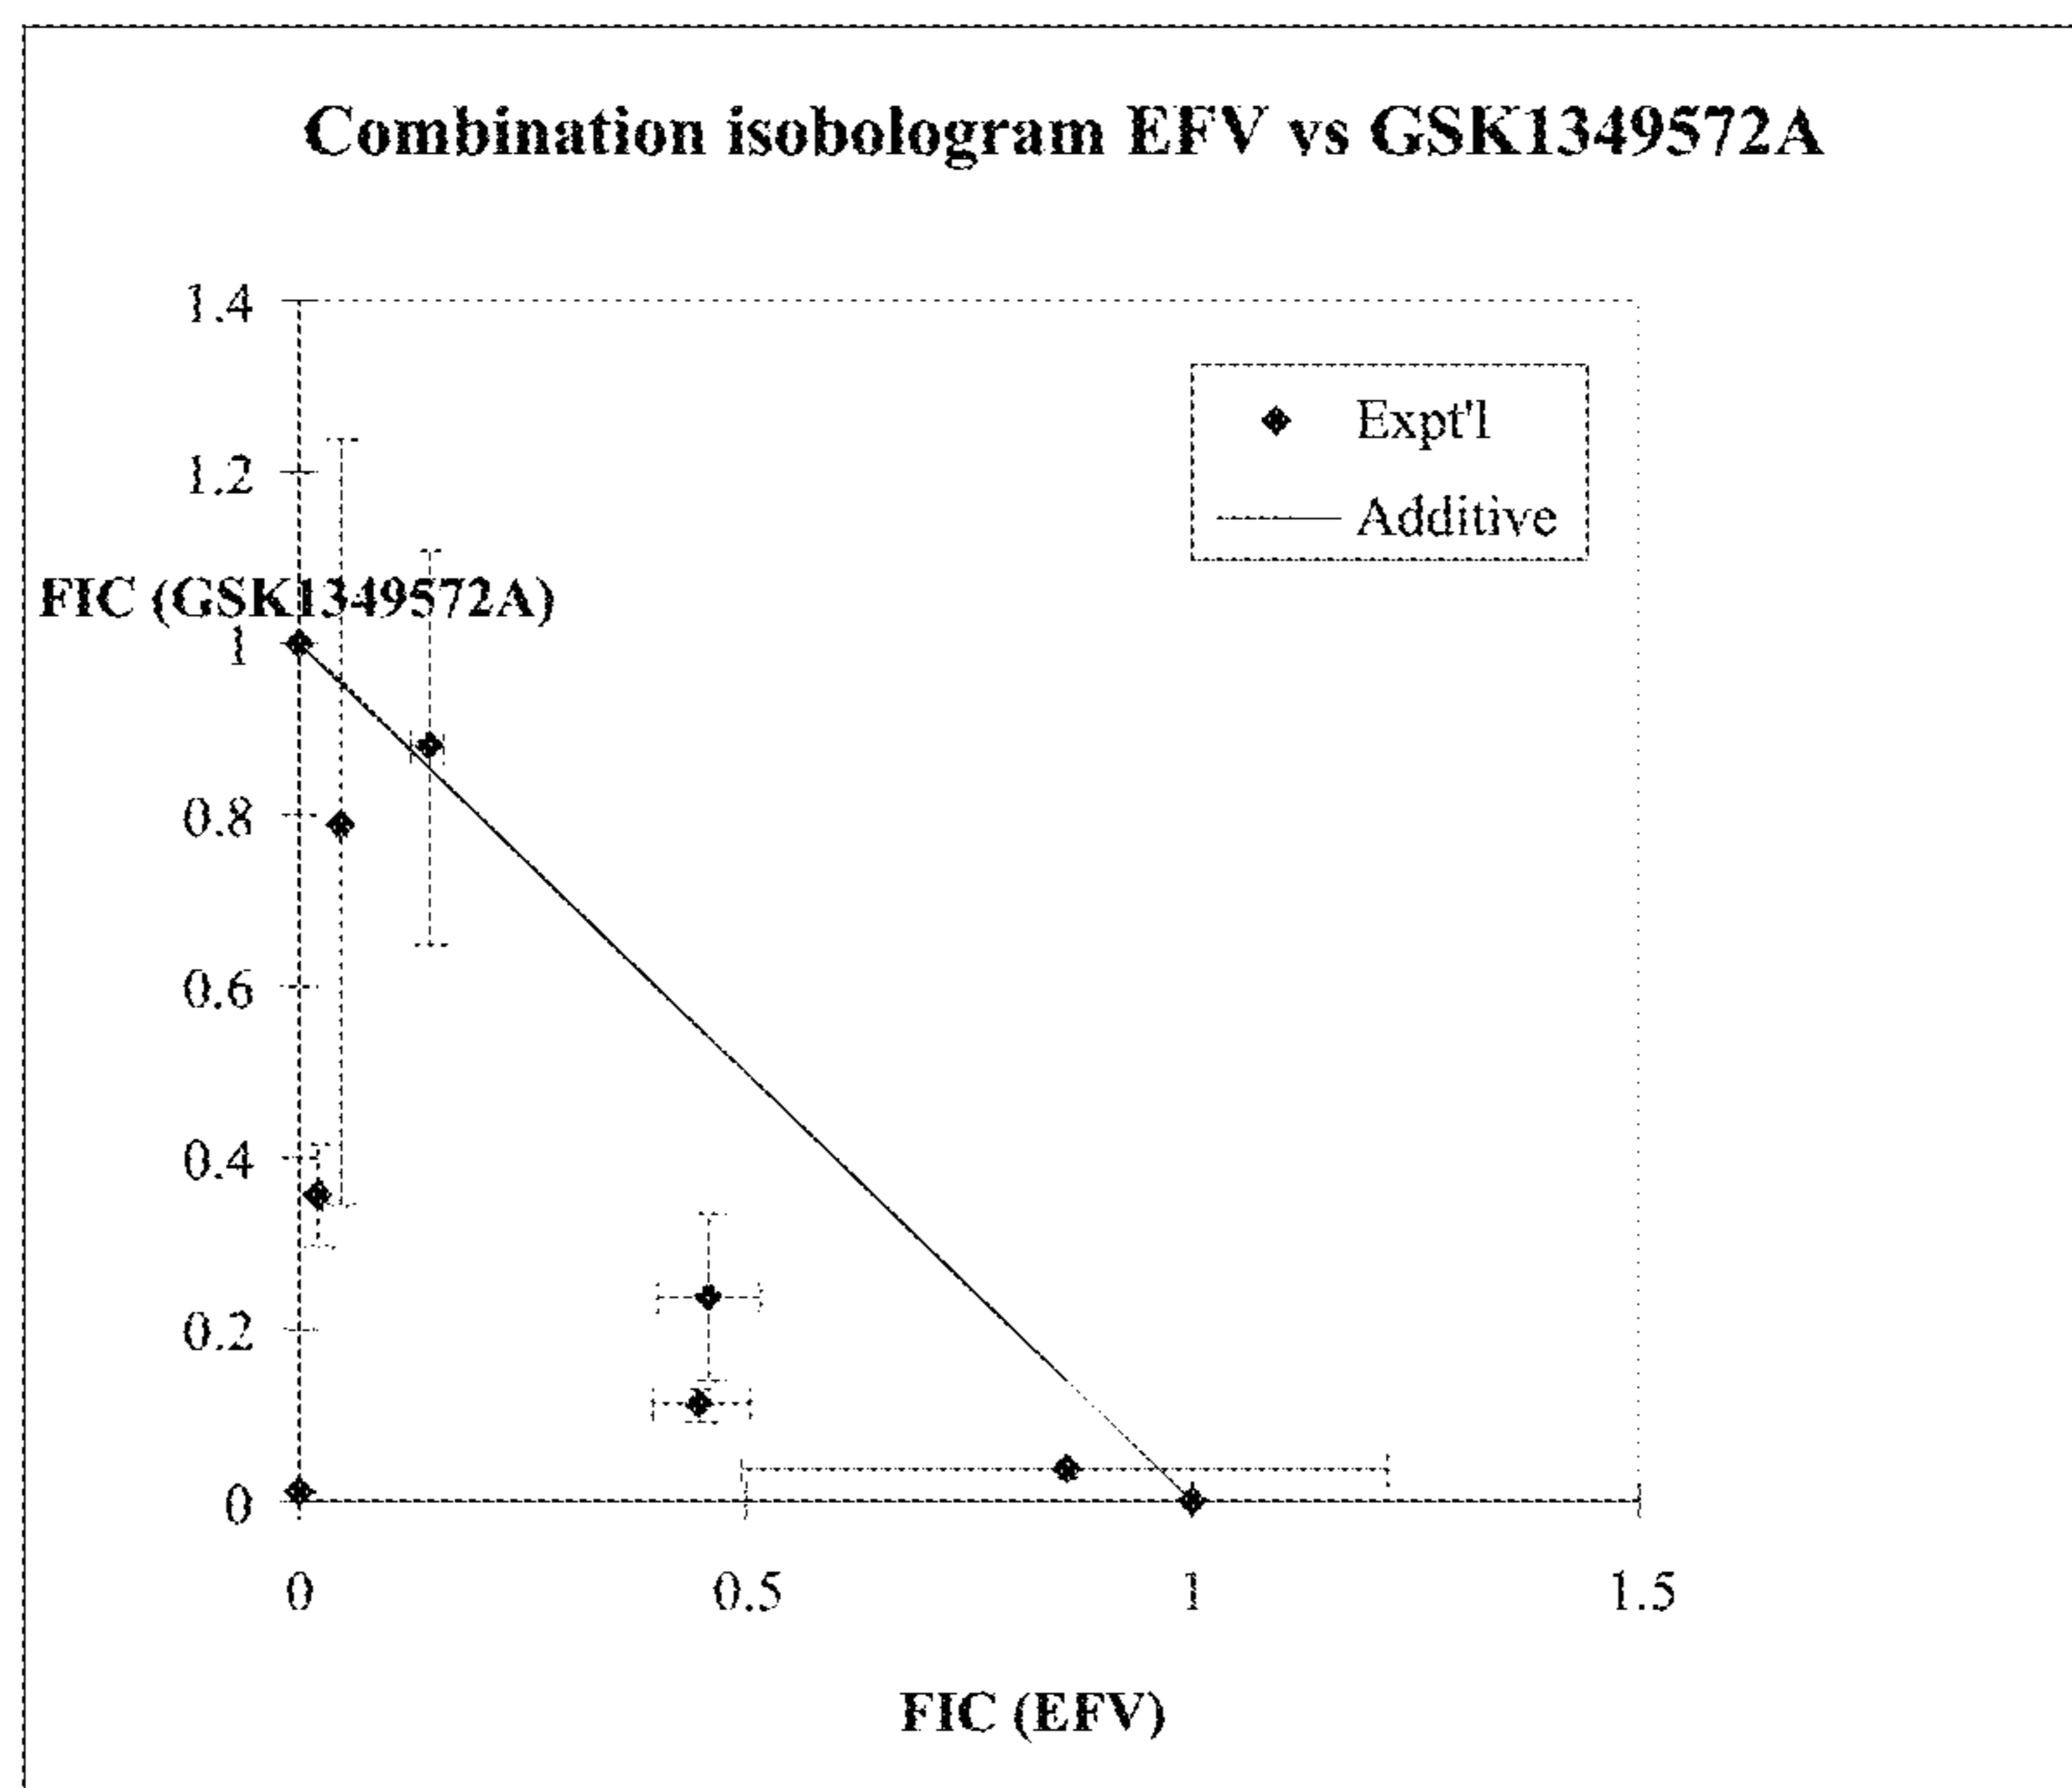 Combination isobologram EFV vs GSK1349572A
1.4
Expt'l
1.2
Additive
FIC (GSK1349572A)
1
0.8
0.6
0.4
0.2
0
0 0.5 1 1.5
FIC (EFV)